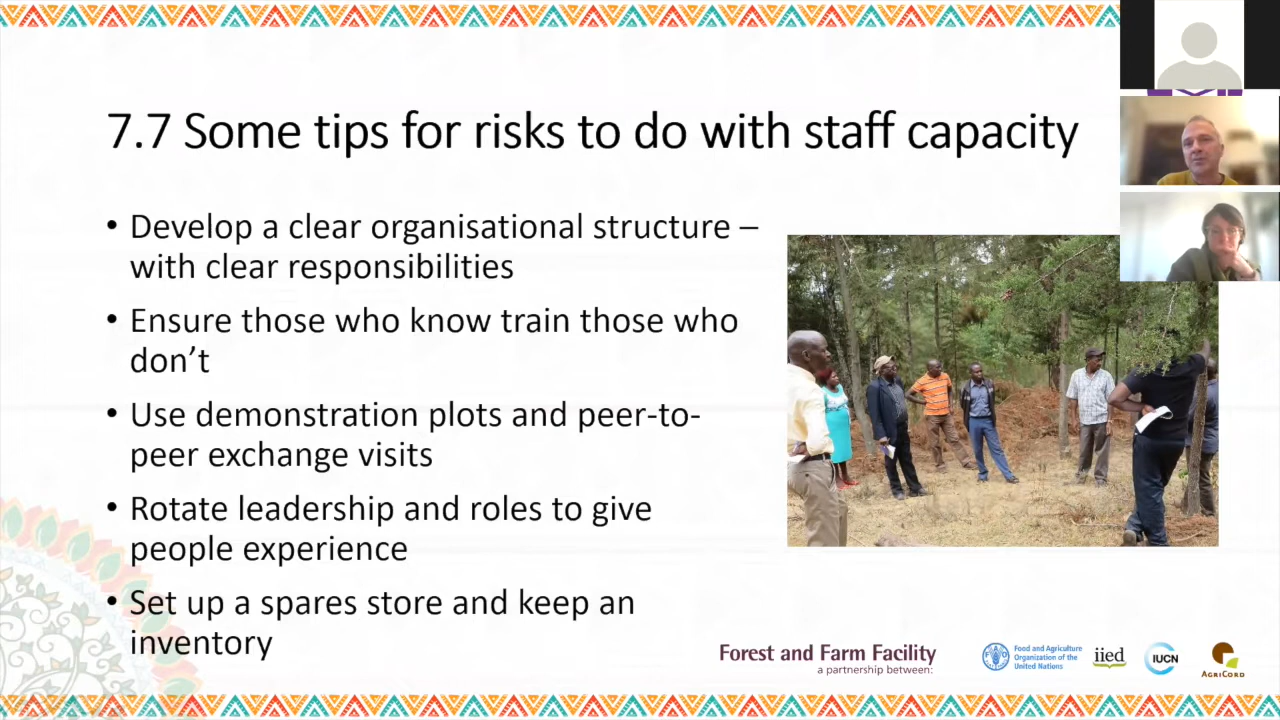 7.7 Some tips for risks to do with staff capacity
• Develop a clear organisational structure –
with clear responsibilities
• Ensure those who know train those who
don’t
• Use demonstration plots and peer-to-
peer exchange visits
• Rotate leadership and roles to give
people experience
• Set up a spares store and keep an
inventory
Forest and Farm Facility
a partnership between:
Food and Agriculture
Organization of the
United Nations
iied
IUCN
AgriCord